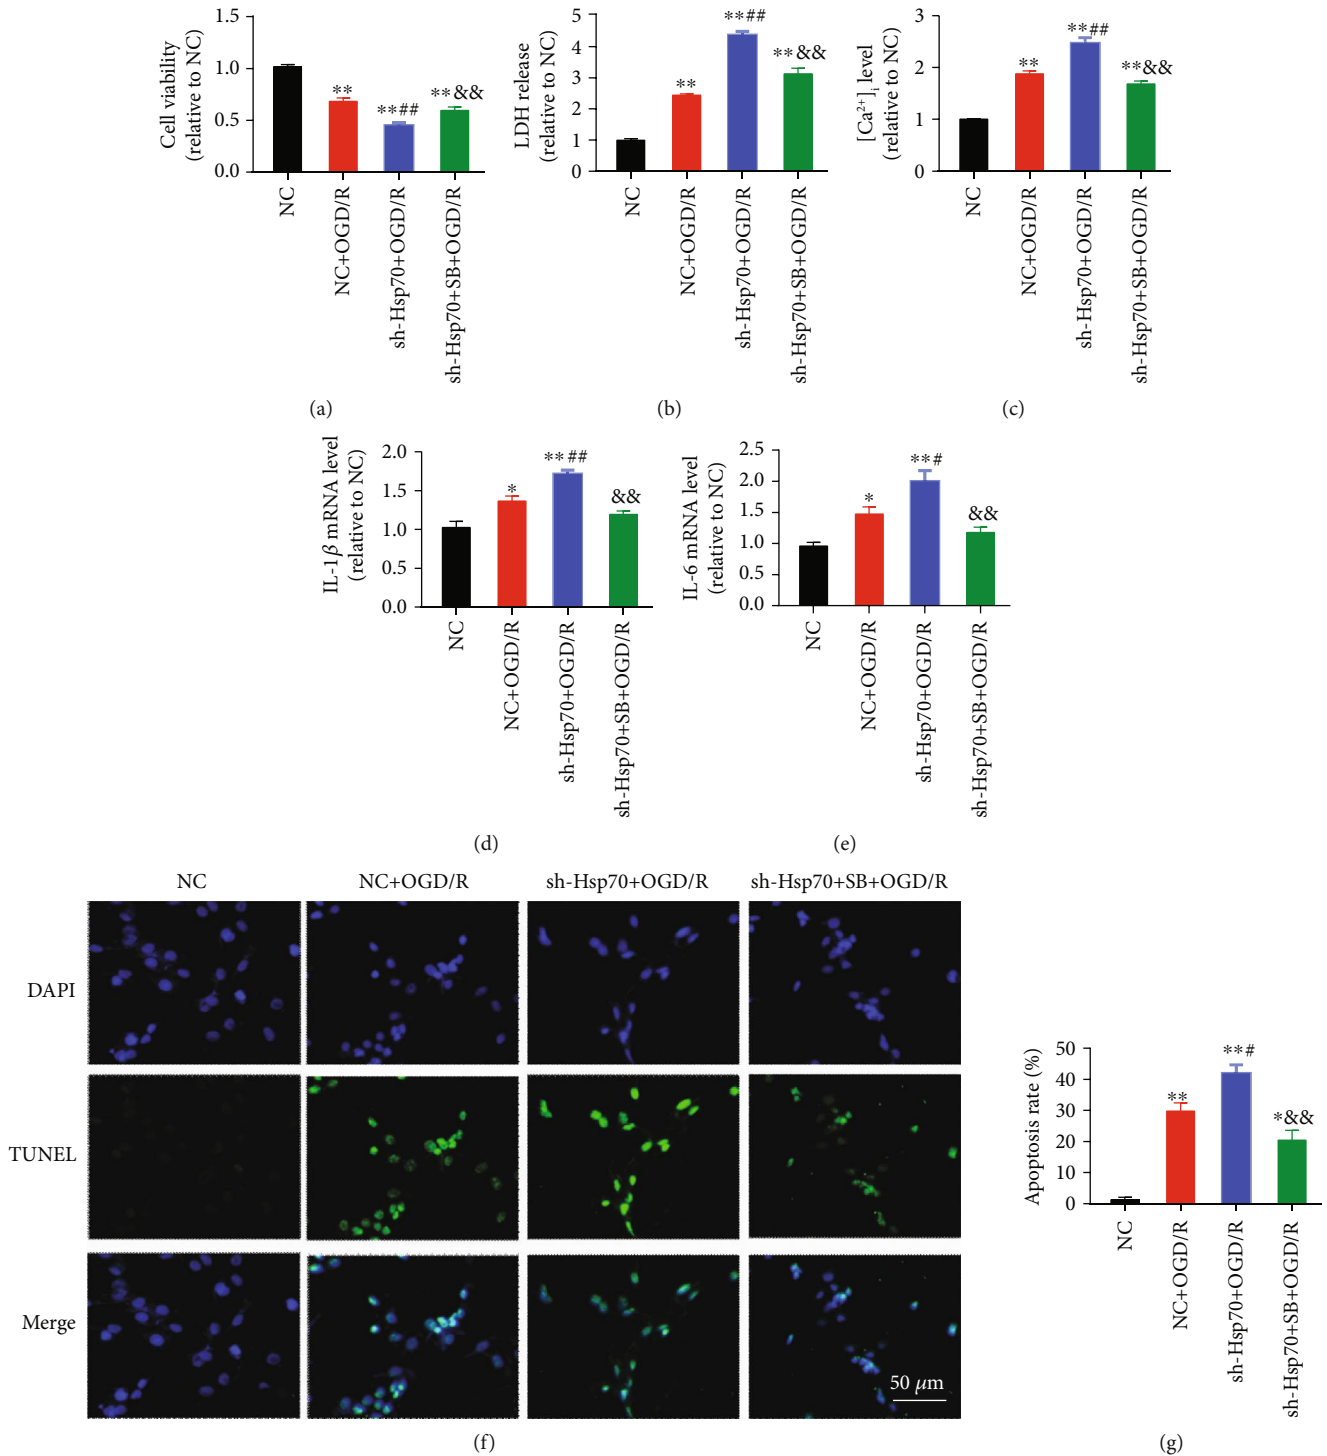 Cell viability
(relative to NC)
1.5
1.0
0.5
0.0
**
**##
**&&
NC
NC+OGD/R
sh-Hsp70+OGD/R
sh-Hsp70+SB+OGD/R
(a)
LDH release
(relative to NC)
5
4
3
2
1
0
**
**##
**&&
NC
NC+OGD/R
sh-Hsp70+OGD/R
sh-Hsp70+SB+OGD/R
(b)
[Ca²⁺]ᵢ level
(relative to NC)
3
2
1
0
**
**##
**&&
NC
NC+OGD/R
sh-Hsp70+OGD/R
sh-Hsp70+SB+OGD/R
(c)
IL-1β mRNA level
(relative to NC)
2.0
1.5
1.0
0.5
0.0
*
**##
&&
NC
NC+OGD/R
sh-Hsp70+OGD/R
sh-Hsp70+SB+OGD/R
(d)
IL-6 mRNA level
(relative to NC)
2.5
2.0
1.5
1.0
0.5
0.0
*
**#
&&
NC
NC+OGD/R
sh-Hsp70+OGD/R
sh-Hsp70+SB+OGD/R
(e)
NC
NC+OGD/R
sh-Hsp70+OGD/R
sh-Hsp70+SB+OGD/R
DAPI
TUNEL
Merge
50 μm
(f)
Apoptosis rate (%)
50
40
30
20
10
0
**
**#
*&&
NC
NC+OGD/R
sh-Hsp70+OGD/R
sh-Hsp70+SB+OGD/R
(g)